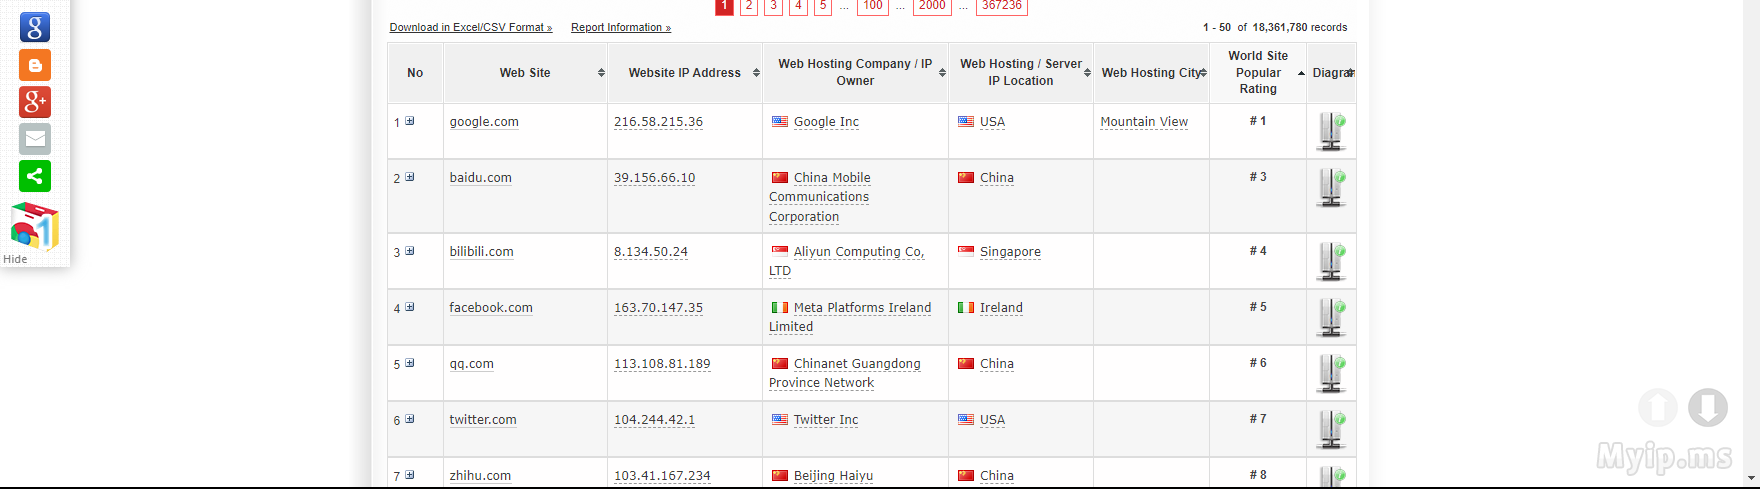 1 2 3 4 5 ... 100 ... 2000 ... 367236
Download in Excel/CSV Format » Report Information » 1 - 50 of 18,361,780 records
No Web Site Website IP Address Web Hosting Company / IP Owner Web Hosting / Server IP Location Web Hosting City World Site Popular Rating Diagram
1 google.com 216.58.215.36 Google Inc USA Mountain View # 1
2 baidu.com 39.156.66.10 China Mobile China # 3
Communications
Corporation
3 bilibili.com 8.134.50.24 Aliyun Computing Co, Singapore # 4
LTD
4 facebook.com 163.70.147.35 Meta Platforms Ireland Ireland # 5
Limited
5 qq.com 113.108.81.189 Chinanet Guangdong China # 6
Province Network
6 twitter.com 104.244.42.1 Twitter Inc USA # 7
7 zhihu.com 103.41.167.234 Beijing Haiyu China # 8
g
g+
1
Hide
Myip.ms